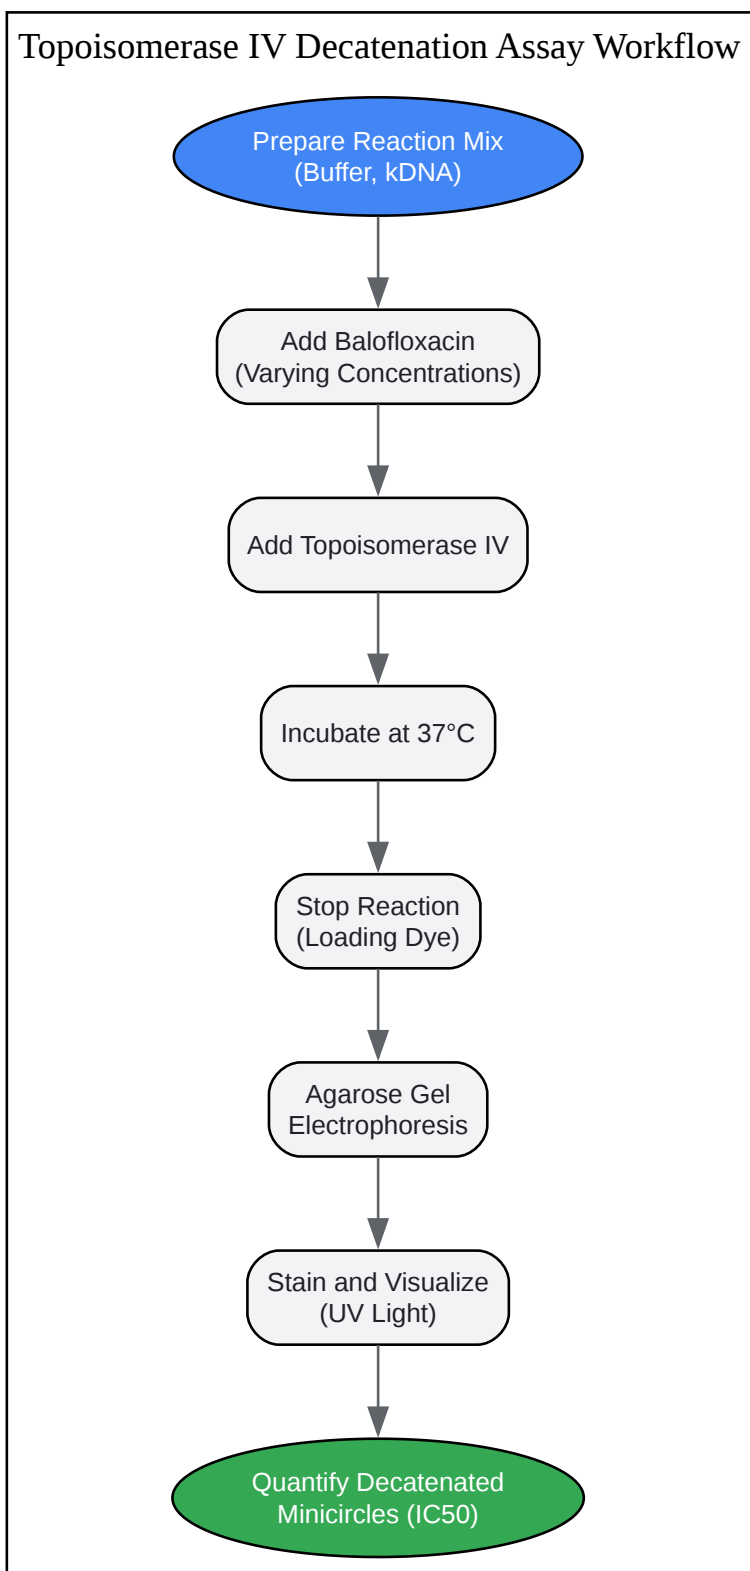 Topoisomerase IV Decatenation Assay Workflow
Prepare Reaction Mix
(Buffer, kDNA)
Add Balofloxacin
(Varying Concentrations)
Add Topoisomerase IV
Incubate at 37°C
Stop Reaction
(Loading Dye)
Agarose Gel
Electrophoresis
Stain and Visualize
(UV Light)
Quantify Decatenated
Minicircles (IC50)